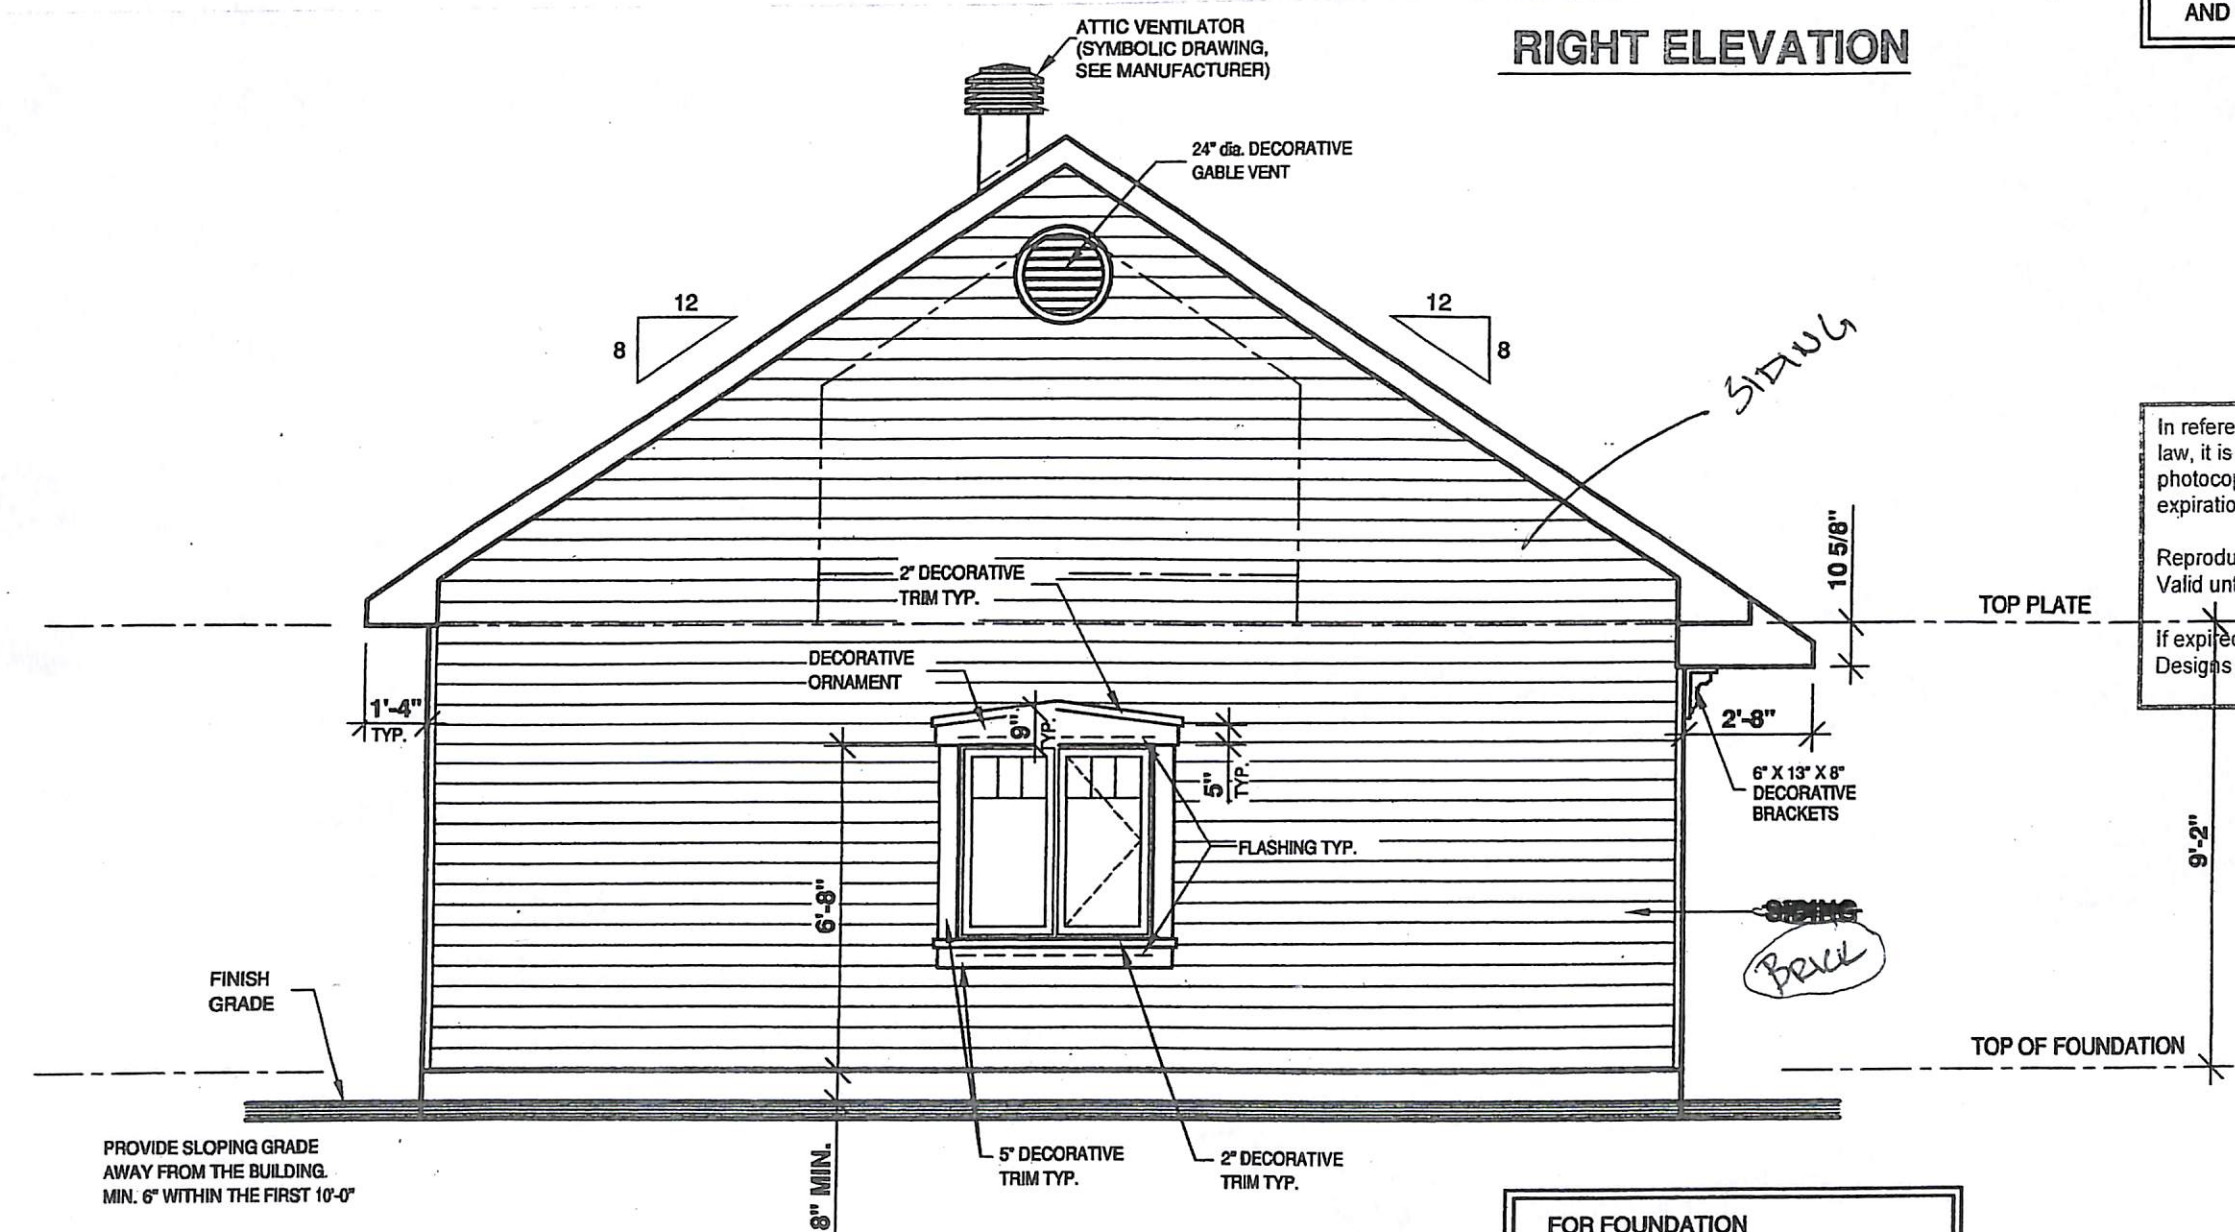 AND
RIGHT ELEVATION
ATTIC VENTILATOR
(SYMBOLIC DRAWING,
SEE MANUFACTURER)
24" dia. DECORATIVE
GABLE VENT
12
8
12
8
SIDING
In refere
law, it is
photocop
expiratio
Reprodu
Valid unt
If expired
Designs
10 5/8"
TOP PLATE
2" DECORATIVE
TRIM TYP.
DECORATIVE
ORNAMENT
1'-4"
TYP.
9"
TYP.
2'-8"
5"
TYP.
6" X 13" X 8"
DECORATIVE
BRACKETS
FLASHING TYP.
9'-2"
6'-8"
SIDING
BRICK
FINISH
GRADE
TOP OF FOUNDATION
PROVIDE SLOPING GRADE
AWAY FROM THE BUILDING.
MIN. 6" WITHIN THE FIRST 10'-0"
8" MIN.
5" DECORATIVE
TRIM TYP.
2" DECORATIVE
TRIM TYP.
FOR FOUNDATION